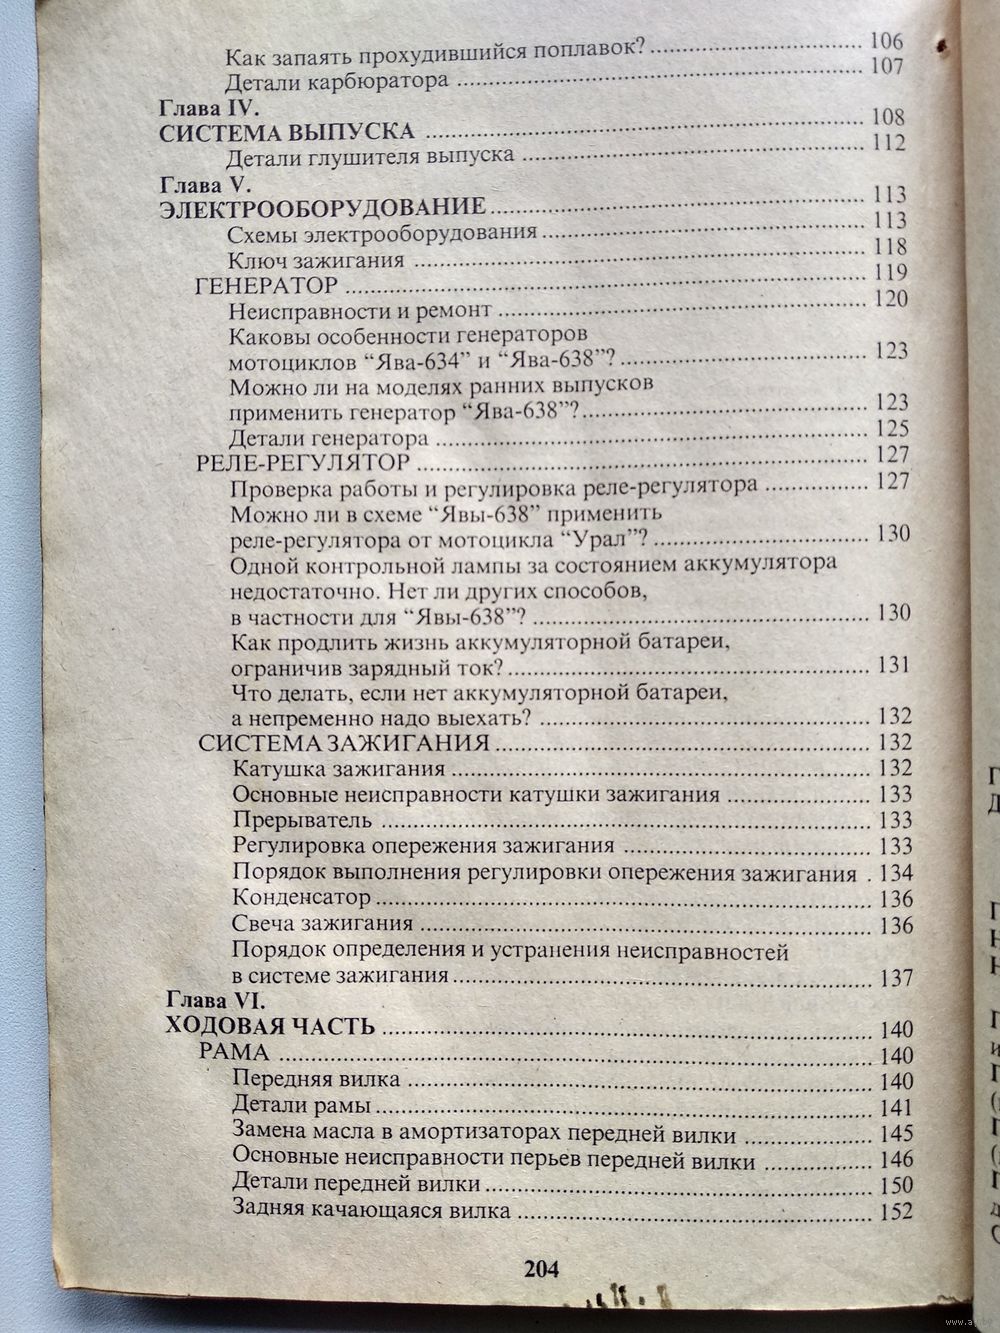 Как запаять прохудившийся поплавок? ........ 106
Детали карбюратора ........ 107
Глава IV.
СИСТЕМА ВЫПУСКА ........ 108
Детали глушителя выпуска ........ 112
Глава V.
ЭЛЕКТРООБОРУДОВАНИЕ ........ 113
Схемы электрооборудования ........ 113
Ключ зажигания ........ 118
ГЕНЕРАТОР ........ 119
Неисправности и ремонт ........ 120
Каковы особенности генераторов
мотоциклов “Ява-634” и “Ява-638”? ........ 123
Можно ли на моделях ранних выпусков
применить генератор “Ява-638”? ........ 123
Детали генератора ........ 125
РЕЛЕ-РЕГУЛЯТОР ........ 127
Проверка работы и регулировка реле-регулятора ........ 127
Можно ли в схеме “Явы-638” применить
реле-регулятора от мотоцикла “Урал”? ........ 130
Одной контрольной лампы за состоянием аккумулятора
недостаточно. Нет ли других способов,
в частности для “Явы-638”? ........ 130
Как продлить жизнь аккумуляторной батареи,
ограничив зарядный ток? ........ 131
Что делать, если нет аккумуляторной батареи,
а непременно надо выехать? ........ 132
СИСТЕМА ЗАЖИГАНИЯ ........ 132
Катушка зажигания ........ 132
Основные неисправности катушки зажигания ........ 133
Прерыватель ........ 133
Регулировка опережения зажигания ........ 133
Порядок выполнения регулировки опережения зажигания . 134
Конденсатор ........ 136
Свеча зажигания ........ 136
Порядок определения и устранения неисправностей
в системе зажигания ........ 137
Глава VI.
ХОДОВАЯ ЧАСТЬ ........ 140
РАМА ........ 140
Передняя вилка ........ 140
Детали рамы ........ 141
Замена масла в амортизаторах передней вилки ........ 145
Основные неисправности перьев передней вилки ........ 146
Детали передней вилки ........ 150
Задняя качающаяся вилка ........ 152
204